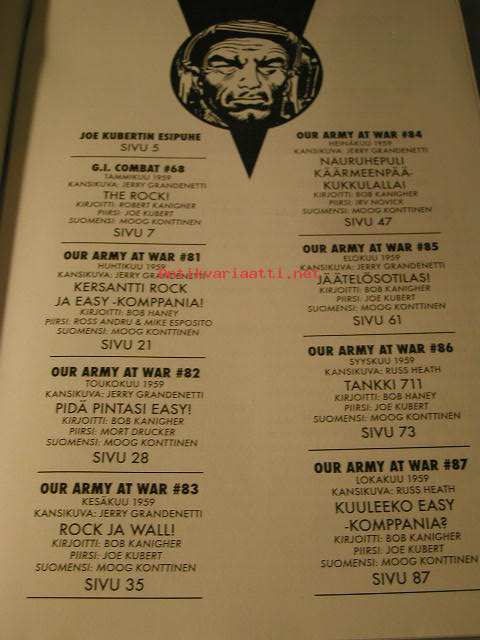 JOE KUBERTIN ESIPUHE
SIVU 5
G.I. COMBAT #68
TAMMIKUU 1959
KANSIKUVA: JERRY GRANDENETTI
THE ROCK!
KIRJOITTI: ROBERT KANIGHER
PIIRSI: JOE KUBERT
SUOMENSI: MOOG KONTTINEN
SIVU 7
OUR ARMY AT WAR #81
HUHTIKUU 1959
KANSIKUVA: JERRY GRANDENETTI
KERSANTTI ROCK
JA EASY -KOMPPANIA!
KIRJOITTI: BOB HANEY
PIIRSI: ROSS ANDRU & MIKE ESPOSITO
SUOMENSI: MOOG KONTTINEN
SIVU 21
OUR ARMY AT WAR #82
TOUKOKUU 1959
KANSIKUVA: JERRY GRANDENETTI
PIDÄ PINTASI EASY!
KIRJOITTI: BOB KANIGHER
PIIRSI: MORT DRUCKER
SUOMENSI: MOOG KONTTINEN
SIVU 28
OUR ARMY AT WAR #83
KESÄKUU 1959
KANSIKUVA: JERRY GRANDENETTI
ROCK JA WALL!
KIRJOITTI: BOB KANIGHER
PIIRSI: JOE KUBERT
SUOMENSI: MOOG KONTTINEN
SIVU 35
OUR ARMY AT WAR #84
HEINÄKUU 1959
KANSIKUVA: JERRY GRANDENETTI
NAURUHEPULI
KÄÄRMEENPÄÄ-
KUKKULALLA!
KIRJOITTI: BOB KANIGHER
PIIRSI: IRV NOVICK
SUOMENSI: MOOG KONTTINEN
SIVU 47
OUR ARMY AT WAR #85
ELOKUU 1959
KANSIKUVA: JERRY GRANDENETTI
JÄÄTELÖSOTILAS!
KIRJOITTI: BOB KANIGHER
PIIRSI: JOE KUBERT
SUOMENSI: MOOG KONTTINEN
SIVU 61
OUR ARMY AT WAR #86
SYYSKUU 1959
KANSIKUVA: RUSS HEATH
TANKKI 711
KIRJOITTI: BOB HANEY
PIIRSI: JOE KUBERT
SUOMENSI: MOOG KONTTINEN
SIVU 73
OUR ARMY AT WAR #87
LOKAKUU 1959
KANSIKUVA: RUSS HEATH
KUULEEKO EASY
-KOMPPANIA?
KIRJOITTI: BOB KANIGHER
PIIRSI: JOE KUBERT
SUOMENSI: MOOG KONTTINEN
SIVU 87
Antikvariaatti.net